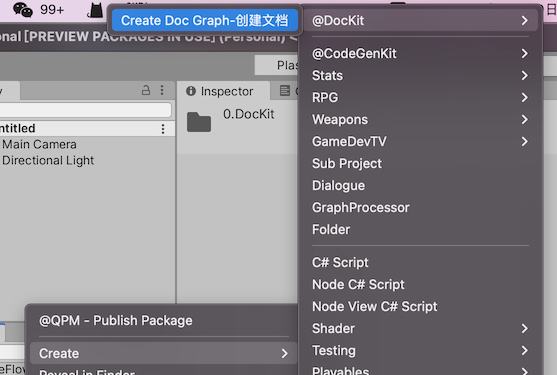 99+
Create Doc Graph-创建文档
@DocKit
onal [PREVIEW PACKAGES IN USE] (Personal) <
@CodeGenKit
Stats
RPG
Weapons
GameDevTV
Sub Project
Dialogue
GraphProcessor
Folder
C# Script
Node C# Script
Node View C# Script
Shader
Testing
Playables
Inspector
0.DocKit
ntitled
Main Camera
Directional Light
@QPM - Publish Package
Create
Reveal in Finder